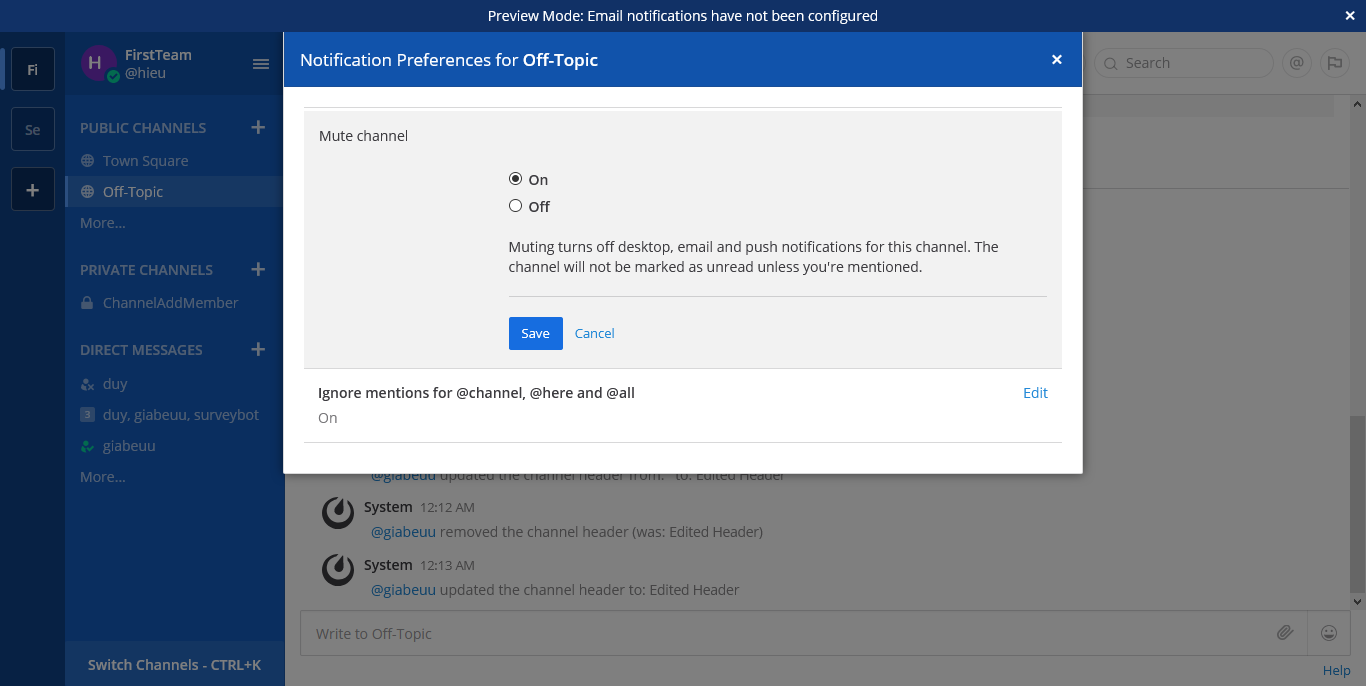 Preview Mode: Email notifications have not been configured
Fi
Se
H
FirstTeam
@hieu
PUBLIC CHANNELS
Town Square
Off-Topic
More...
PRIVATE CHANNELS
ChannelAddMember
DIRECT MESSAGES
duy
3 duy, giabeuu, surveybot
giabeuu
More...
Switch Channels - CTRL+K
Search
@
Notification Preferences for Off-Topic
Mute channel
On
Off
Muting turns off desktop, email and push notifications for this channel. The
channel will not be marked as unread unless you're mentioned.
Save Cancel
Ignore mentions for @channel, @here and @all Edit
On
@giabeuu updated the channel header from: to: Edited Header
System 12:12 AM
@giabeuu removed the channel header (was: Edited Header)
System 12:13 AM
@giabeuu updated the channel header to: Edited Header
Write to Off-Topic
Help